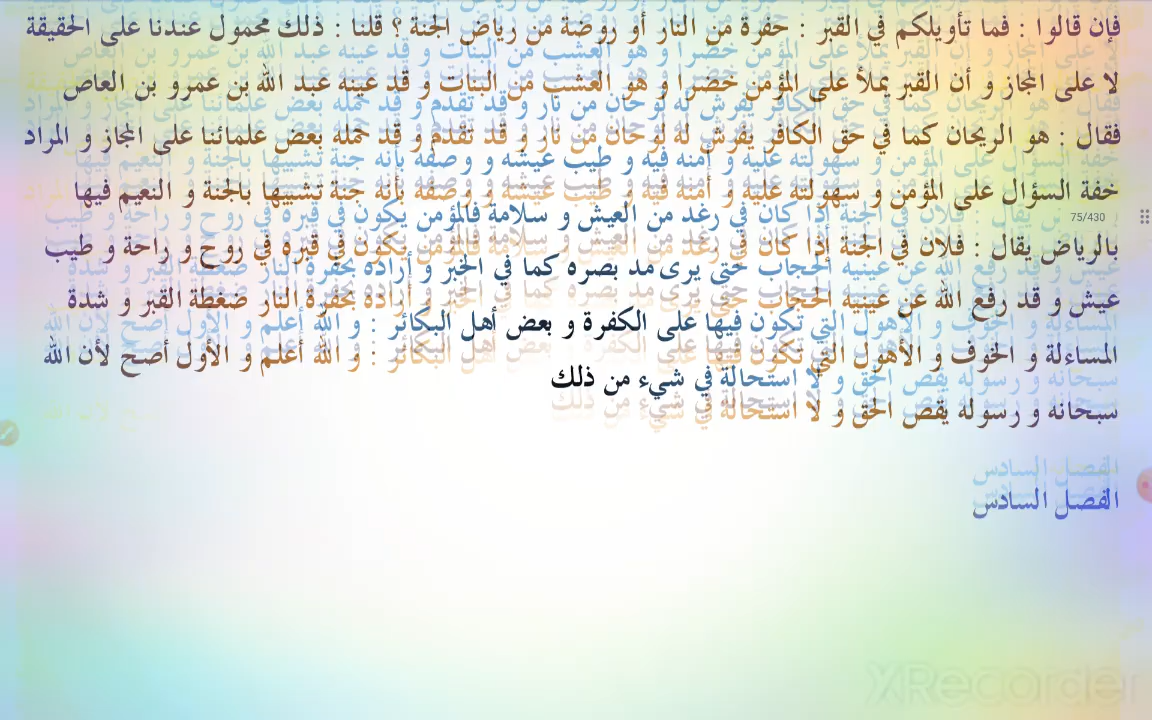 فإن قالوا : فما تأويلكم في القبر : حفرة من النار أو روضة من رياض الجنة ؟ قلنا : ذلك محمول عندنا على الحقيقة
لا على المجاز و أن القبر يملأ على المؤمن خضرا و هو العشب من النبات و قد عينه عبد الله بن عمرو بن العاص
فقال : هو الريحان كما في حق الكافر يفرش له لوحان من نار و قد تقدم و قد حمله بعض علمائنا على المجاز و المراد
خفة السؤال على المؤمن و سهولته عليه و أمنه فيه و طيب عيشه و وصفه بأنه جنة تشبيها بالجنة و النعيم فيها
75/430
بالرياض يقال : فلان في الجنة إذا كان في رغد من العيش و سلامة فالمؤمن يكون في قبره في روح و راحة و طيب
عيش و قد رفع الله عن عينيه الحجاب حتى يرى مد بصره كما في الخبر و أراده بحفرة النار ضغطة القبر و شدة
المساءلة و الخوف و الأهول التي تكون فيها على الكفرة و بعض أهل البكائر : و الله أعلم و الأول أصح لأن الله
سبحانه و رسوله يقص الحق و لا استحالة في شيء من ذلك
الفصل السادس
XRecorder